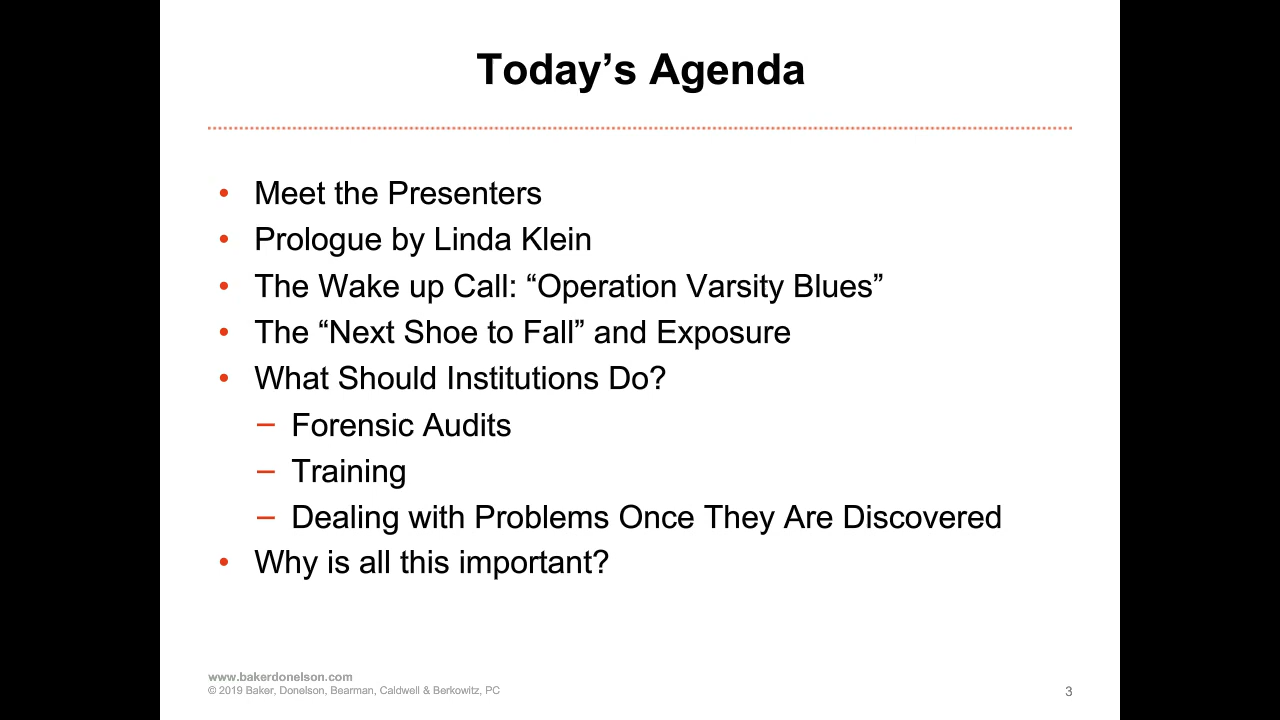 Today’s Agenda
• Meet the Presenters
• Prologue by Linda Klein
• The Wake up Call: “Operation Varsity Blues”
• The “Next Shoe to Fall” and Exposure
• What Should Institutions Do?
– Forensic Audits
– Training
– Dealing with Problems Once They Are Discovered
• Why is all this important?
www.bakerdonelson.com
© 2019 Baker, Donelson, Bearman, Caldwell & Berkowitz, PC
3